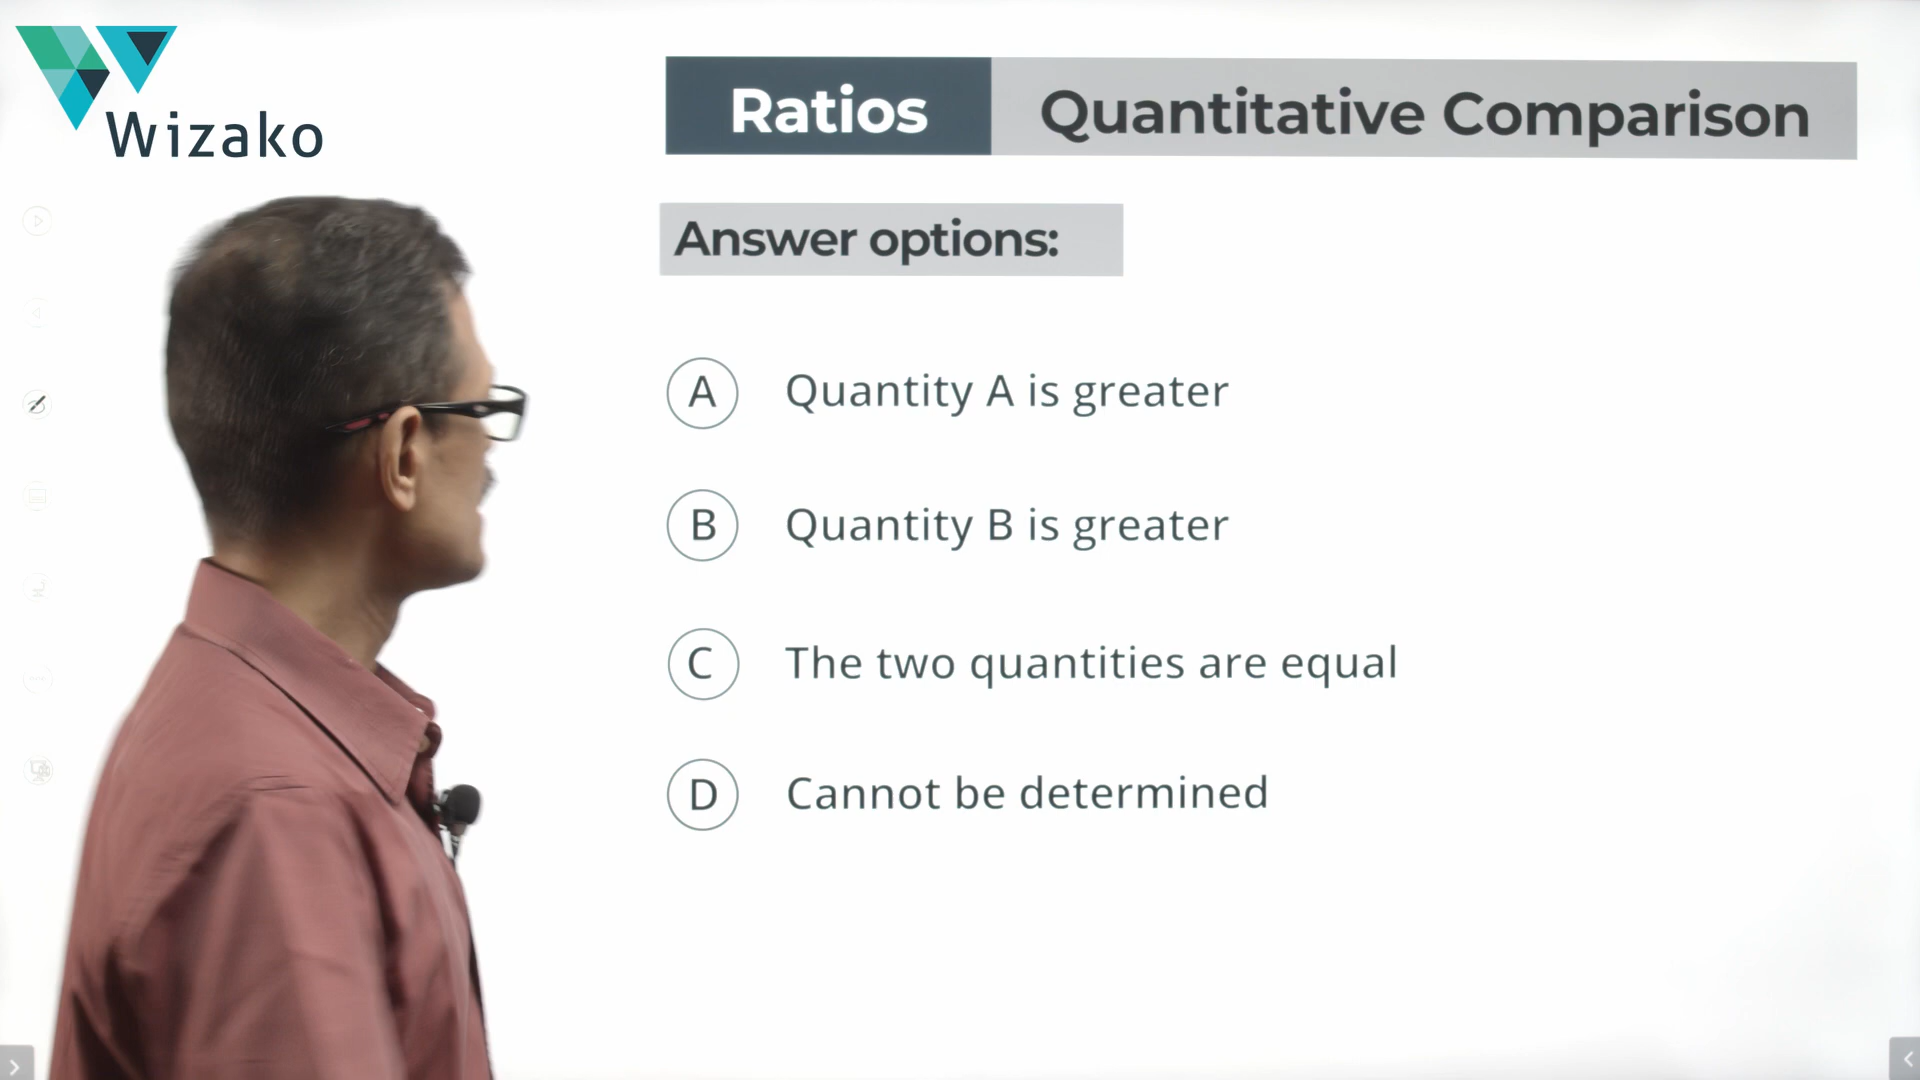 Wizako
Ratios Quantitative Comparison
Answer options:
A Quantity A is greater
B Quantity B is greater
C The two quantities are equal
D Cannot be determined